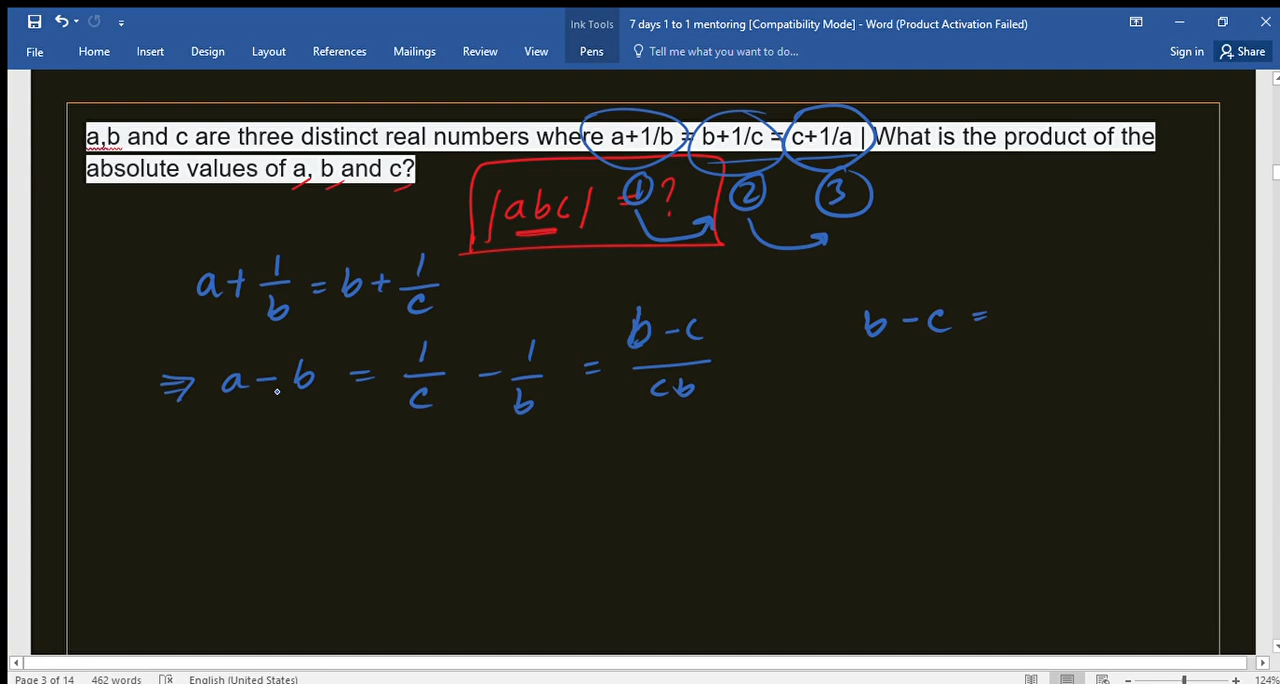 7 days 1 to 1 mentoring [Compatibility Mode] - Word (Product Activation Failed)
Ink Tools
File Home Insert Design Layout References Mailings Review View Pens Tell me what you want to do... Sign in Share
a,b and c are three distinct real numbers where a+1/b = b+1/c = c+1/a | What is the product of the
absolute values of a, b and c?
|abc| = ? ① ② ③
a + 1/b = b + 1/c
⇒ a - b = 1/c - 1/b = b - c/cb
b - c =
Page 3 of 14 462 words English (United States) 124%